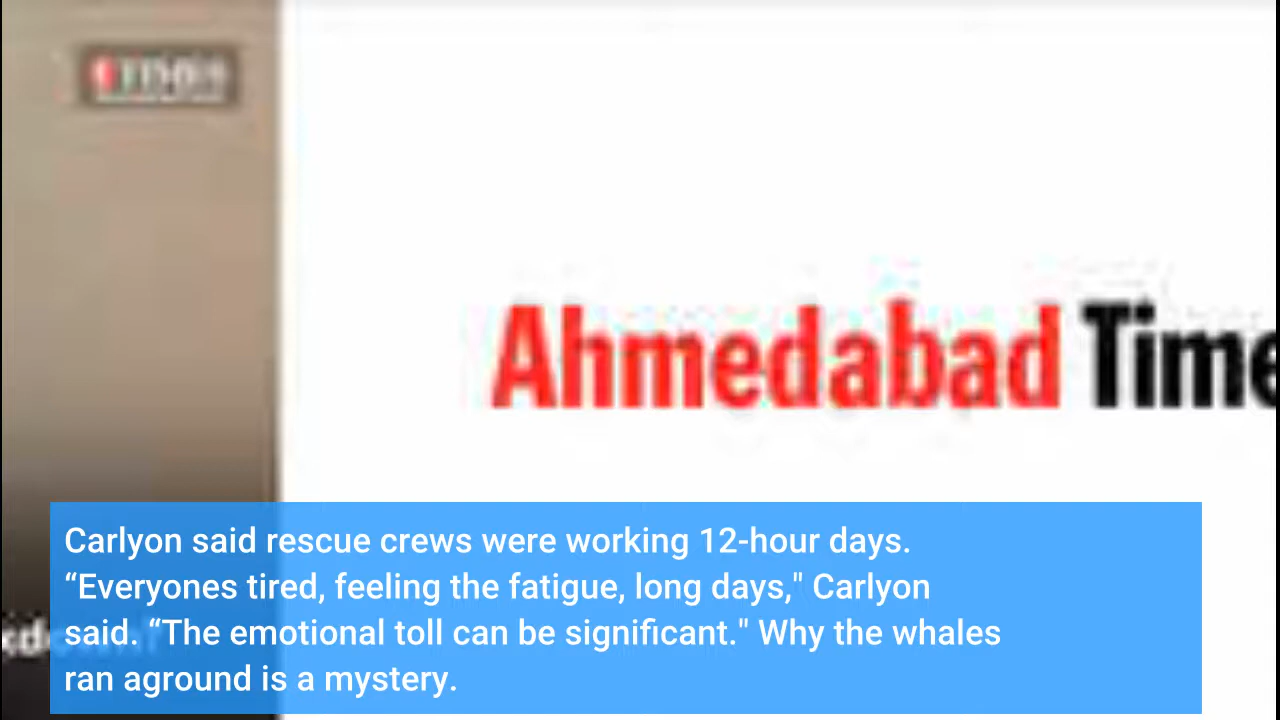 Ahmedabad Time
Carlyon said rescue crews were working 12-hour days.
“Everyones tired, feeling the fatigue, long days," Carlyon
said. “The emotional toll can be significant." Why the whales
ran aground is a mystery.